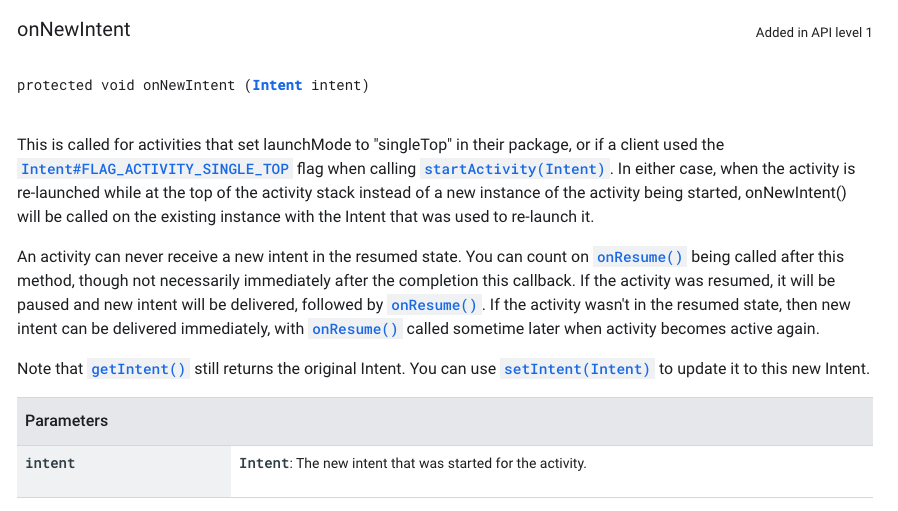 onNewIntent
Added in API level 1
protected void onNewIntent (Intent intent)
This is called for activities that set launchMode to "singleTop" in their package, or if a client used the
Intent#FLAG_ACTIVITY_SINGLE_TOP flag when calling startActivity(Intent). In either case, when the activity is
re-launched while at the top of the activity stack instead of a new instance of the activity being started, onNewIntent()
will be called on the existing instance with the Intent that was used to re-launch it.
An activity can never receive a new intent in the resumed state. You can count on onResume() being called after this
method, though not necessarily immediately after the completion this callback. If the activity was resumed, it will be
paused and new intent will be delivered, followed by onResume(). If the activity wasn't in the resumed state, then new
intent can be delivered immediately, with onResume() called sometime later when activity becomes active again.
Note that getIntent() still returns the original Intent. You can use setIntent(Intent) to update it to this new Intent.
Parameters
intent
Intent: The new intent that was started for the activity.